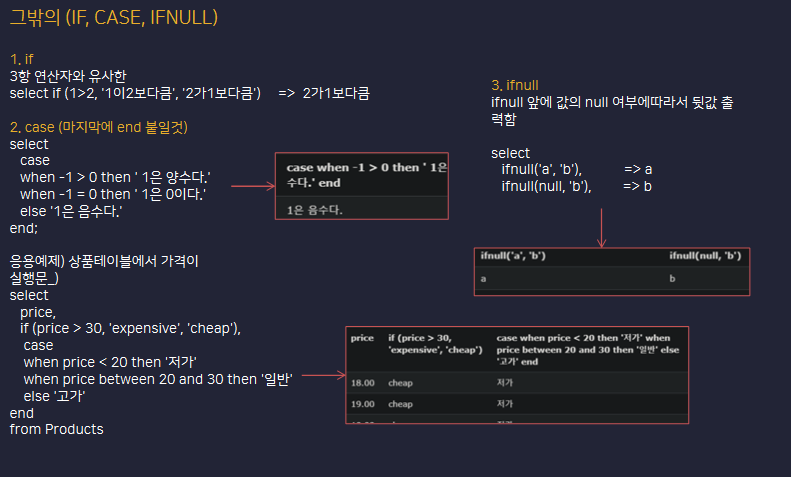 그밖의 (IF, CASE, IFNULL)
1. if
3항 연산자와 유사한
select if (1>2, '1이2보다큼', '2가1보다큼') => 2가1보다큼
2. case (마지막에 end 붙일것)
select
case
when -1 > 0 then ' 1은 양수다.'
when -1 = 0 then ' 1은 0이다.'
else '1은 음수다.'
end;
case when -1 > 0 then ' 1은
수다.' end
1은 음수다.
응용예제) 상품테이블에서 가격이
실행문_)
select
price,
if (price > 30, 'expensive', 'cheap'),
case
when price < 20 then '저가'
when price between 20 and 30 then '일반'
else '고가'
end
from Products
3. ifnull
ifnull 앞에 값의 null 여부에따라서 뒷값 출
력함
select
ifnull('a', 'b'), => a
ifnull(null, 'b'), => b
ifnull('a', 'b') ifnull(null, 'b')
a b
price if (price > 30, 'expensive', 'cheap') case when price < 20 then '저가' when price between 20 and 30 then '일반' else '고가' end
18.00 cheap 저가
19.00 cheap 저가